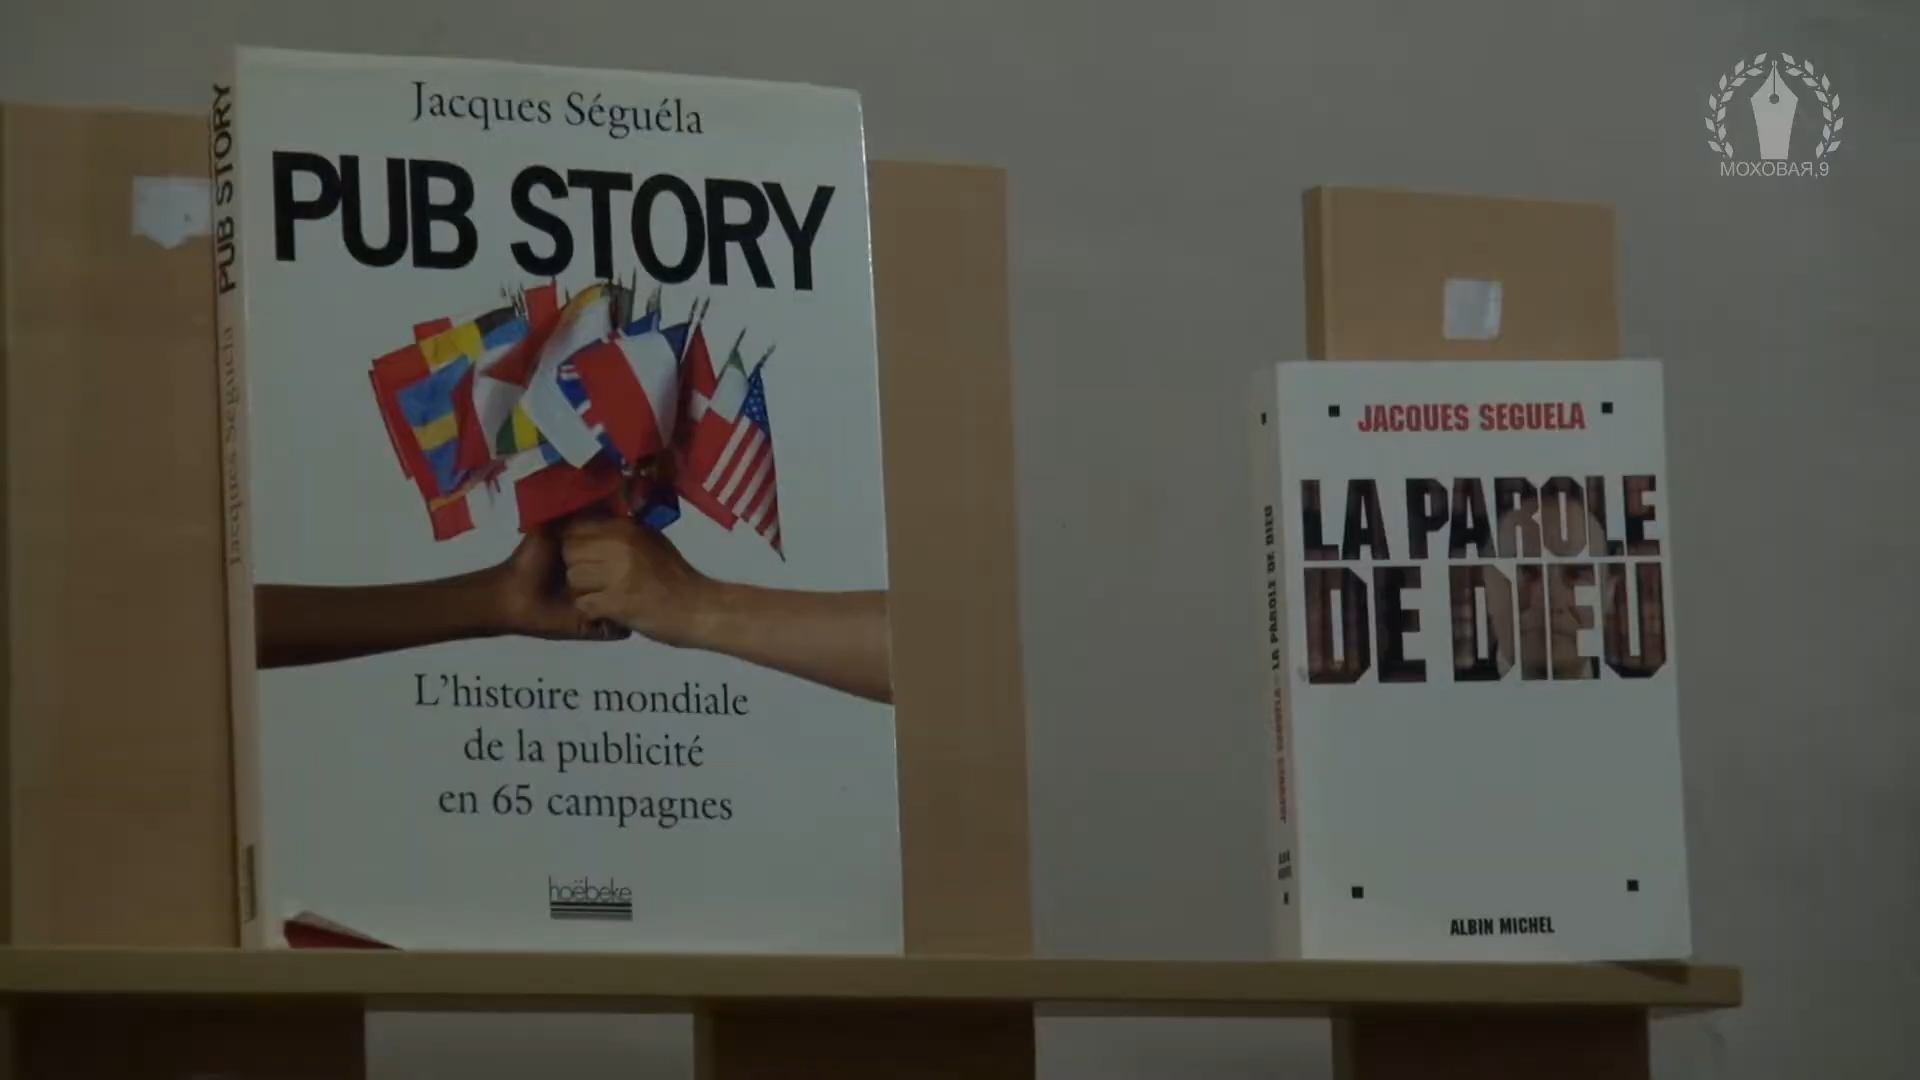 Jacques Séguéla
PUB STORY
L'histoire mondiale
de la publicité
en 65 campagnes
hoëbeke
PUB STORY
Jacques Séguéla
JACQUES SEGUELA
LA PAROLE
DE DIEU
ALBIN MICHEL
JACQUES SEGUELA - LA PAROLE DE DIEU
МОХОВАЯ,9